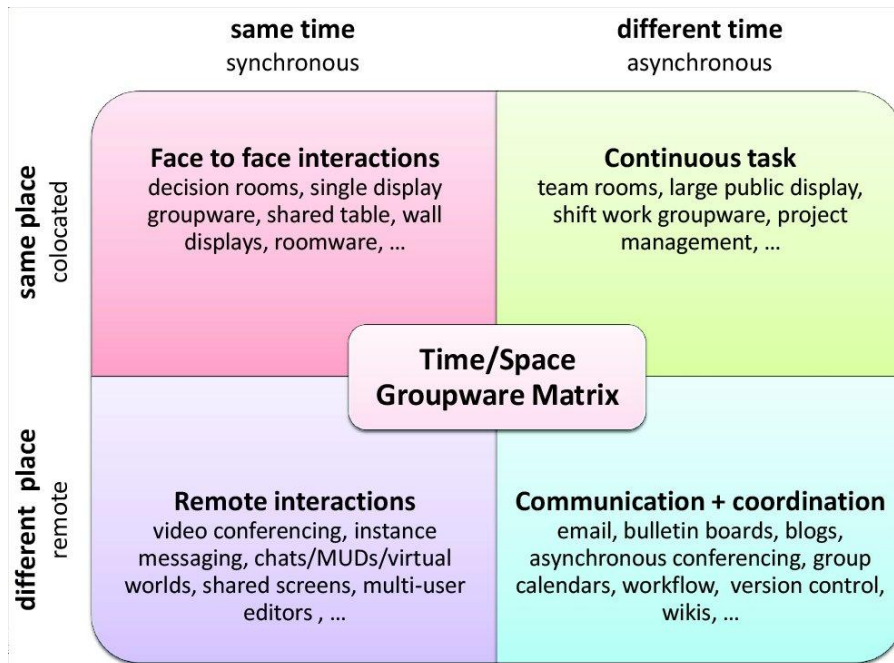 same time
synchronous
different time
asynchronous
same place
colocated
Face to face interactions
decision rooms, single display
groupware, shared table, wall
displays, roomware, ...
Continuous task
team rooms, large public display,
shift work groupware, project
management, ...
Time/Space
Groupware Matrix
different place
remote
Remote interactions
video conferencing, instance
messaging, chats/MUDs/virtual
worlds, shared screens, multi-user
editors , ...
Communication + coordination
email, bulletin boards, blogs,
asynchronous conferencing, group
calendars, workflow, version control,
wikis, ...